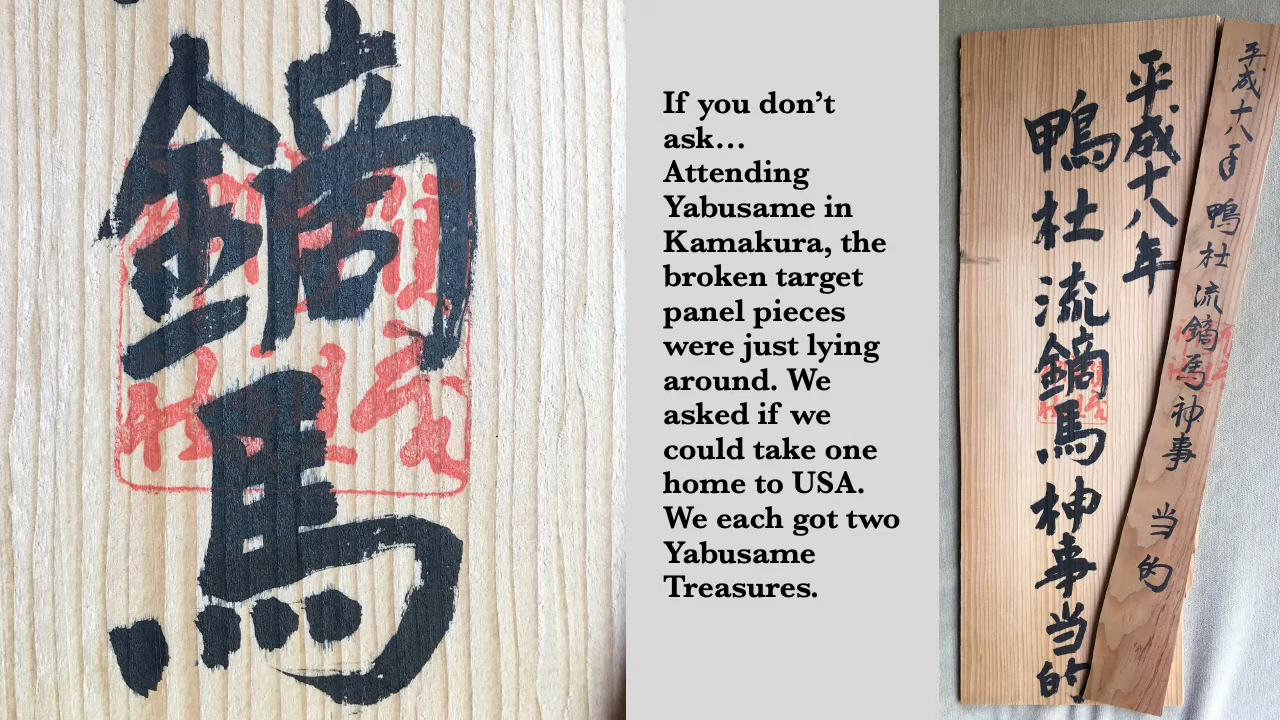 鏑馬
If you don’t
ask…
Attending
Yabusame in
Kamakura, the
broken target
panel pieces
were just lying
around. We
asked if we
could take one
home to USA.
We each got two
Yabusame
Treasures.
平成十八年
鴨社流鏑馬神事当的
平成十八年 鴨社流鏑馬神事 当的